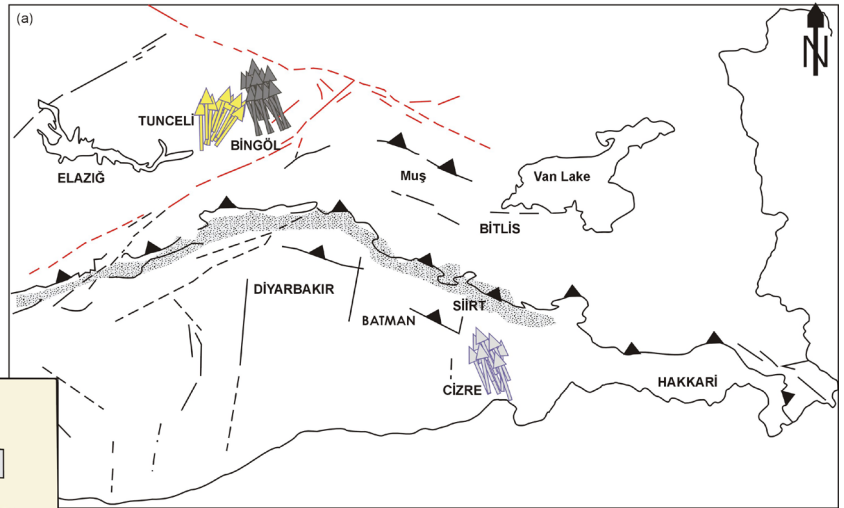 (a)
N
TUNCELİ
BİNGÖL
ELAZIĞ
Muş
Van Lake
BİTLİS
DİYARBAKIR
SİİRT
BATMAN
CİZRE
HAKKARİ